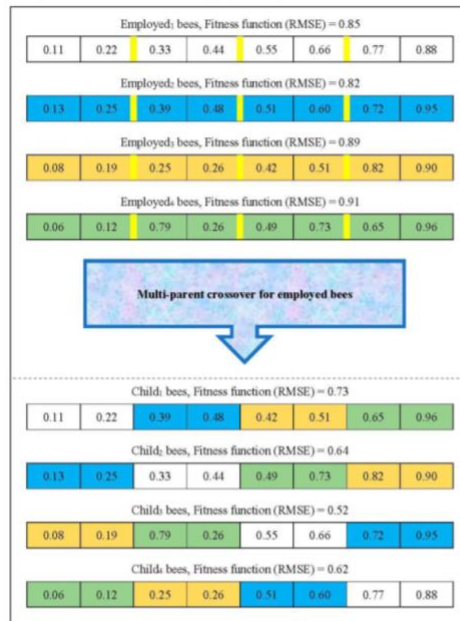 Employed₁ bees, Fitness function (RMSE) = 0.85
0.11 0.22 0.33 0.44 0.55 0.66 0.77 0.88
Employed₂ bees, Fitness function (RMSE) = 0.82
0.13 0.25 0.39 0.48 0.51 0.60 0.72 0.95
Employed₃ bees, Fitness function (RMSE) = 0.89
0.08 0.19 0.25 0.26 0.42 0.51 0.82 0.90
Employed₄ bees, Fitness function (RMSE) = 0.91
0.06 0.12 0.79 0.26 0.49 0.73 0.65 0.96
Multi-parent crossover for employed bees
Child₁ bees, Fitness function (RMSE) = 0.73
0.11 0.22 0.39 0.48 0.42 0.51 0.65 0.96
Child₂ bees, Fitness function (RMSE) = 0.64
0.13 0.25 0.33 0.44 0.49 0.73 0.82 0.90
Child₃ bees, Fitness function (RMSE) = 0.52
0.08 0.19 0.79 0.26 0.55 0.66 0.72 0.95
Child₄ bees, Fitness function (RMSE) = 0.62
0.06 0.12 0.25 0.26 0.51 0.60 0.77 0.88